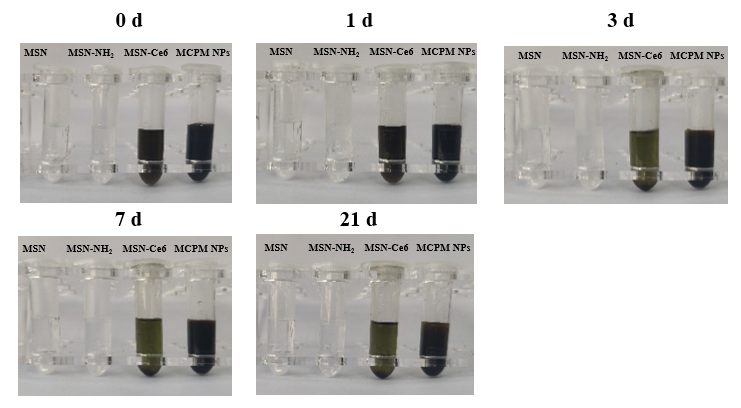 0 d
1 d
3 d
MSN MSN-NH₂ MSN-Ce6 MCPM NPs
MSN MSN-NH₂ MSN-Ce6 MCPM NPs
MSN MSN-NH₂ MSN-Ce6 MCPM NPs
7 d
21 d
MSN MSN-NH₂ MSN-Ce6 MCPM NPs
MSN MSN-NH₂ MSN-Ce6 MCPM NPs